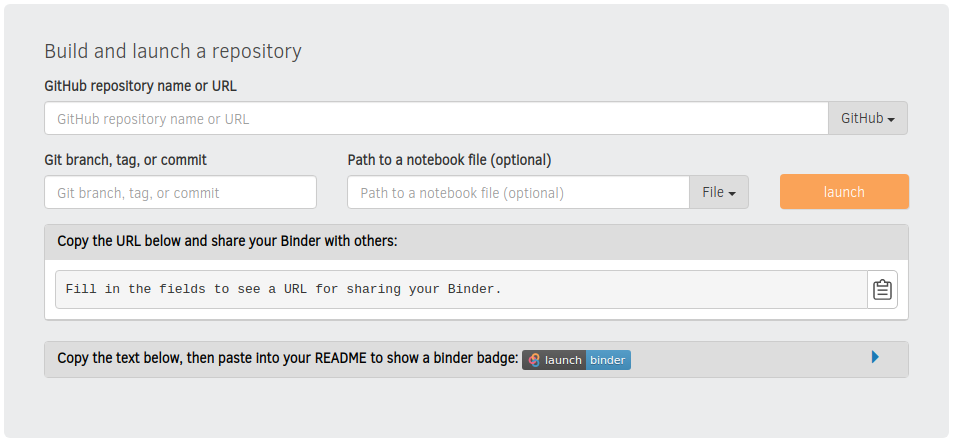 Build and launch a repository
GitHub repository name or URL
GitHub repository name or URL
GitHub
Git branch, tag, or commit
Path to a notebook file (optional)
Git branch, tag, or commit
Path to a notebook file (optional)
File
launch
Copy the URL below and share your Binder with others:
Fill in the fields to see a URL for sharing your Binder.
Copy the text below, then paste into your README to show a binder badge: launch binder